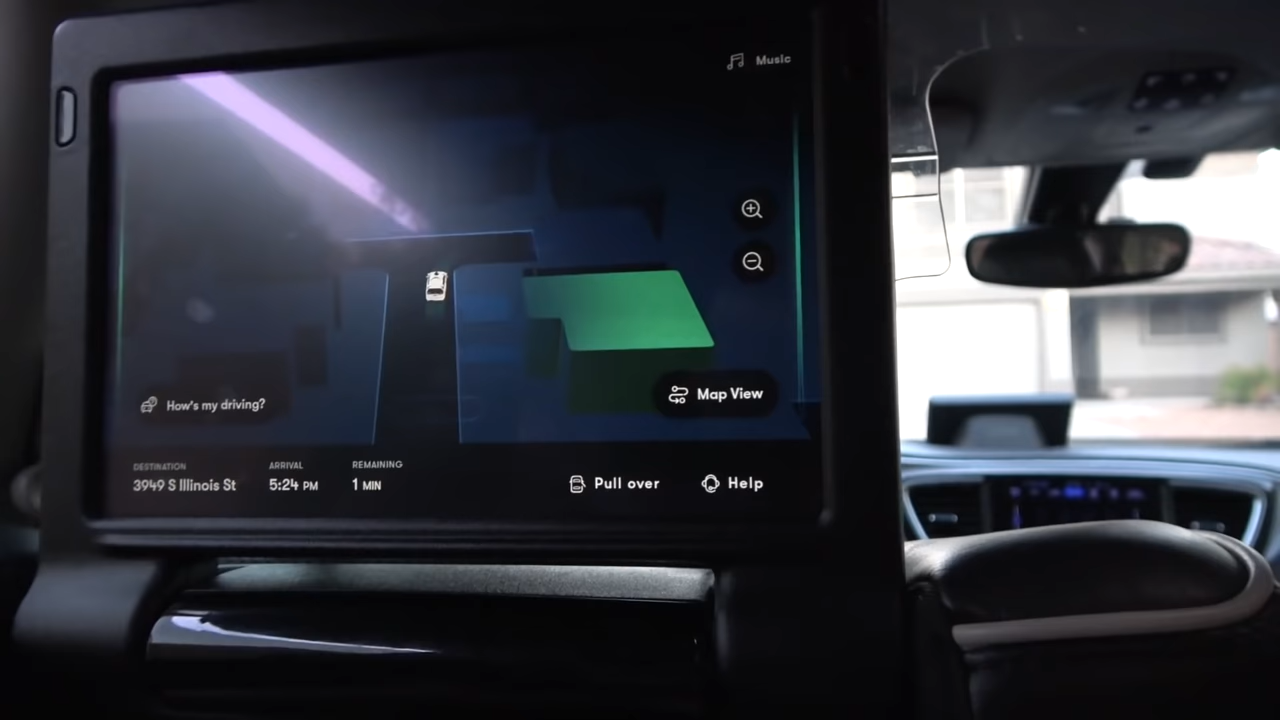 Music
How's my driving?
Map View
DESTINATION
3949 S Illinois St
ARRIVAL
5:24 PM
REMAINING
1 MIN
Pull over
Help